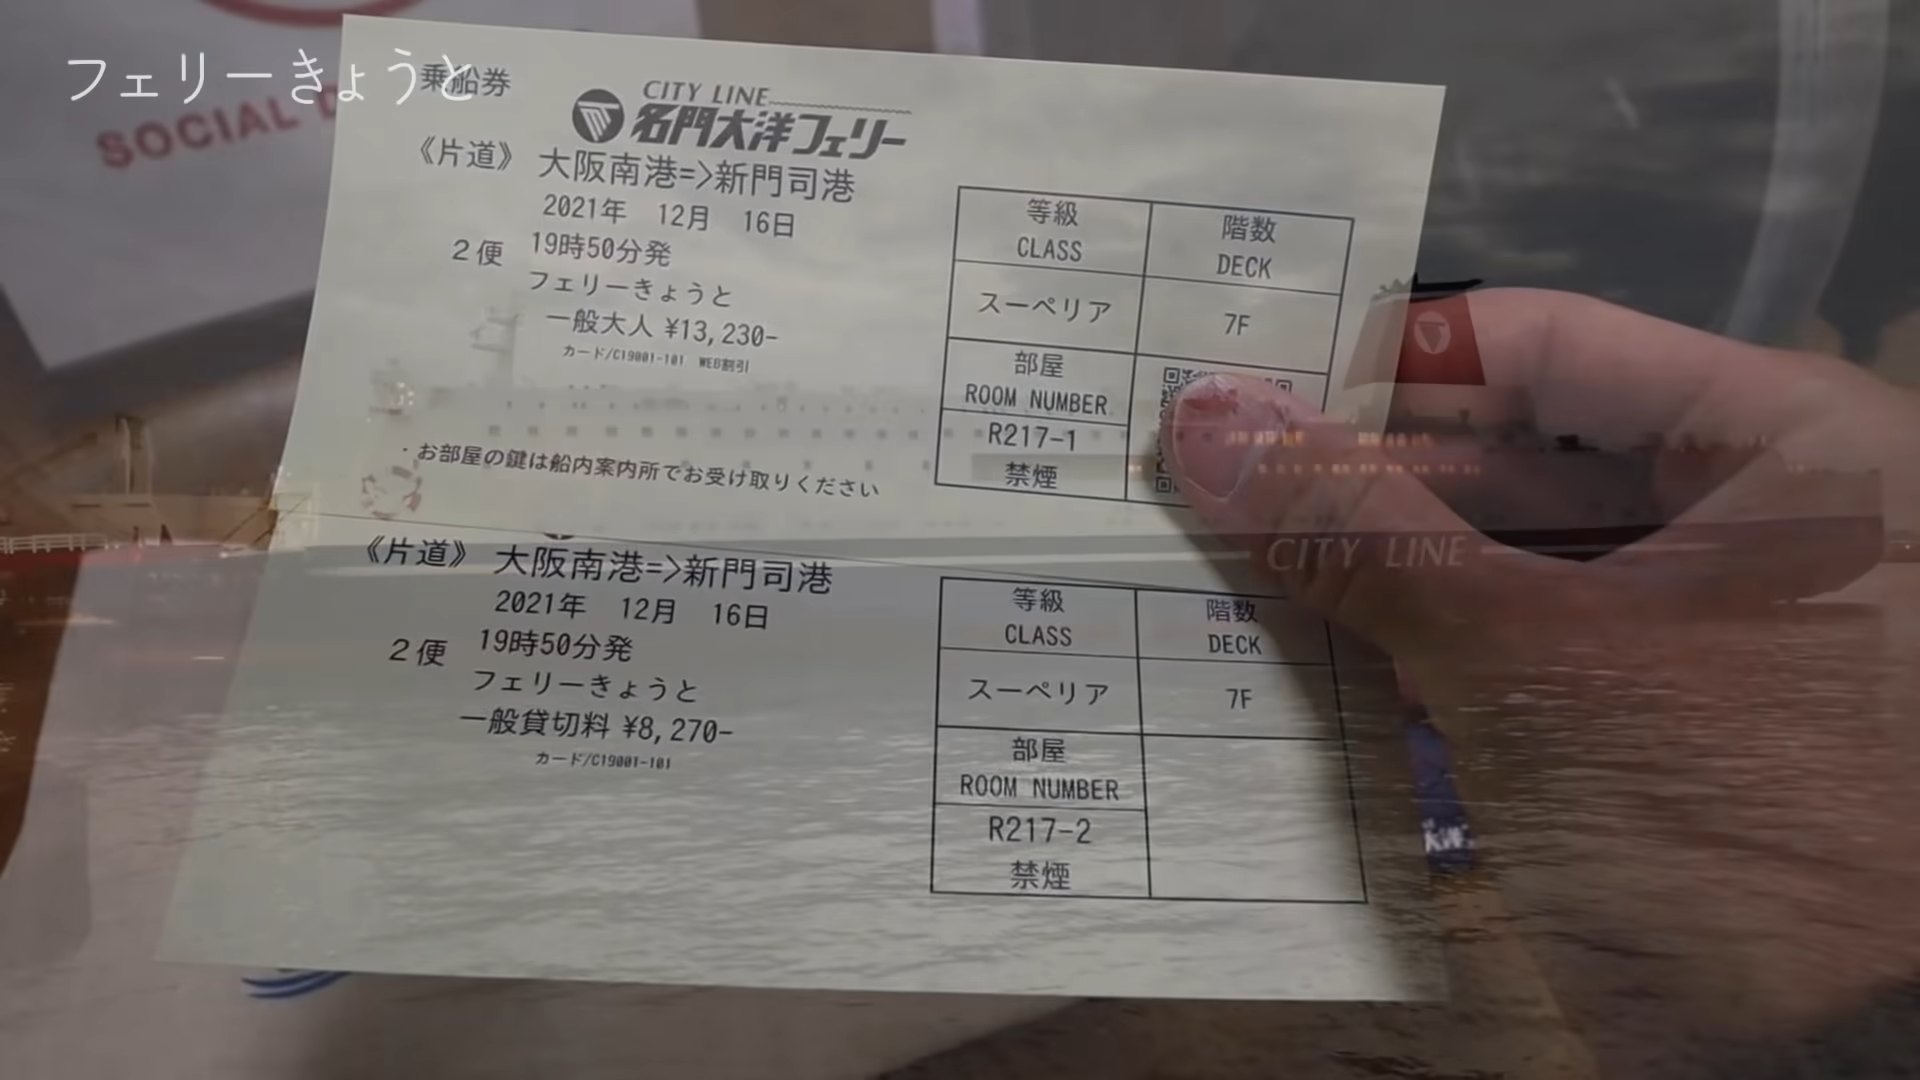 フェリーきょうと
SOCIAL D
乗船券
CITY LINE
名門大洋フェリー
《片道》 大阪南港=>新門司港
2021年 12月 16日
2便 19時50分発
フェリーきょうと
一般大人 ¥13,230-
カード/C19001-101 WEB割引
等級 階数
CLASS DECK
スーペリア 7F
部屋
ROOM NUMBER
R217-1
禁煙
・お部屋の鍵は船内案内所でお受け取りください
CITY LINE
《片道》 大阪南港=>新門司港
2021年 12月 16日
2便 19時50分発
フェリーきょうと
一般貸切料 ¥8,270-
カード/C19001-101
等級 階数
CLASS DECK
スーペリア 7F
部屋
ROOM NUMBER
R217-2
禁煙
大洋